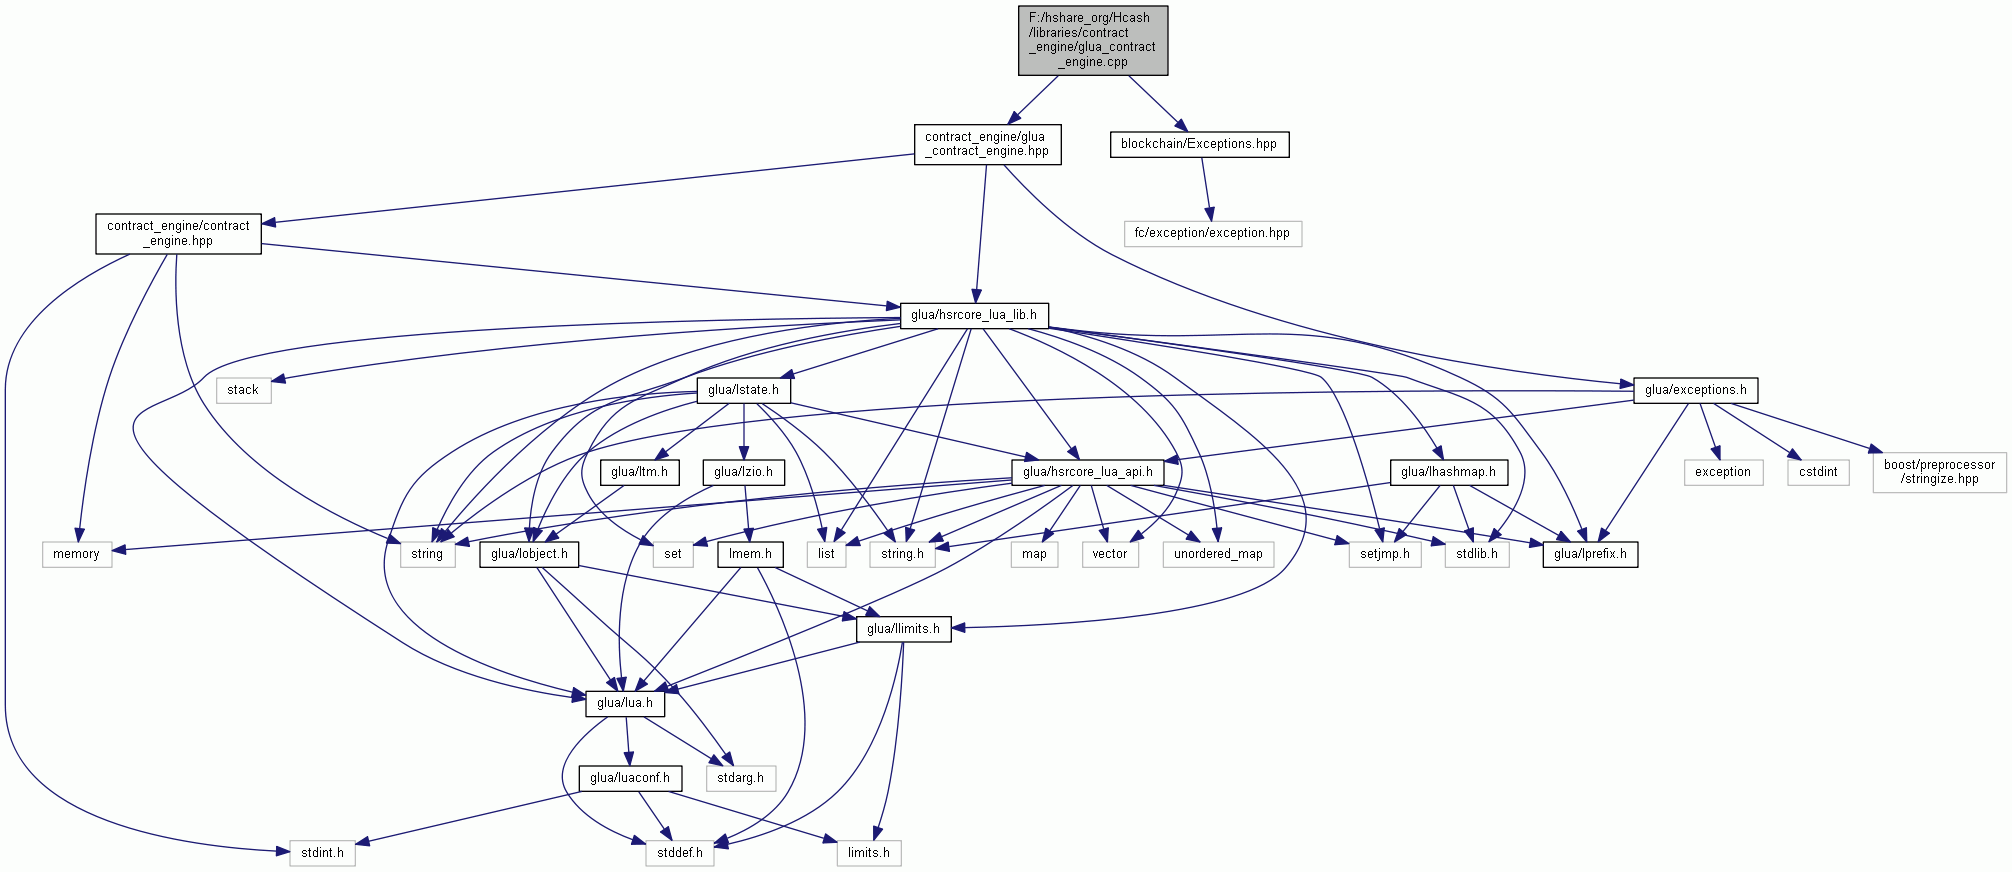 F:/hshare_org/Hcash
/libraries/contract
_engine/glua_contract
_engine.cpp
contract_engine/glua
_contract_engine.hpp
blockchain/Exceptions.hpp
contract_engine/contract
_engine.hpp
fc/exception/exception.hpp
glua/hsrcore_lua_lib.h
stack
glua/lstate.h
glua/exceptions.h
glua/ltm.h
glua/lzio.h
glua/hsrcore_lua_api.h
glua/lhashmap.h
exception
cstdint
boost/preprocessor
/stringize.hpp
memory
string
glua/lobject.h
set
lmem.h
list
string.h
map
vector
unordered_map
setjmp.h
stdlib.h
glua/lprefix.h
glua/llimits.h
glua/lua.h
glua/luaconf.h
stdarg.h
stdint.h
stddef.h
limits.h